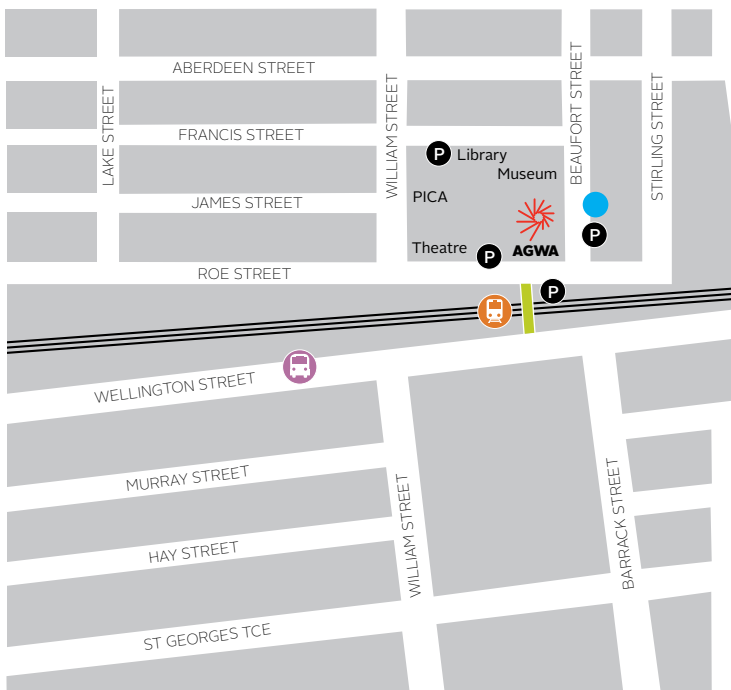 ABERDEEN STREET
LAKE STREET
WILLIAM STREET
BEAUFORT STREET
STIRLING STREET
FRANCIS STREET
P Library
Museum
JAMES STREET
PICA
P
Theatre
P
AGWA
ROE STREET
P
WELLINGTON STREET
MURRAY STREET
HAY STREET
WILLIAM STREET
BARRACK STREET
ST GEORGES TCE